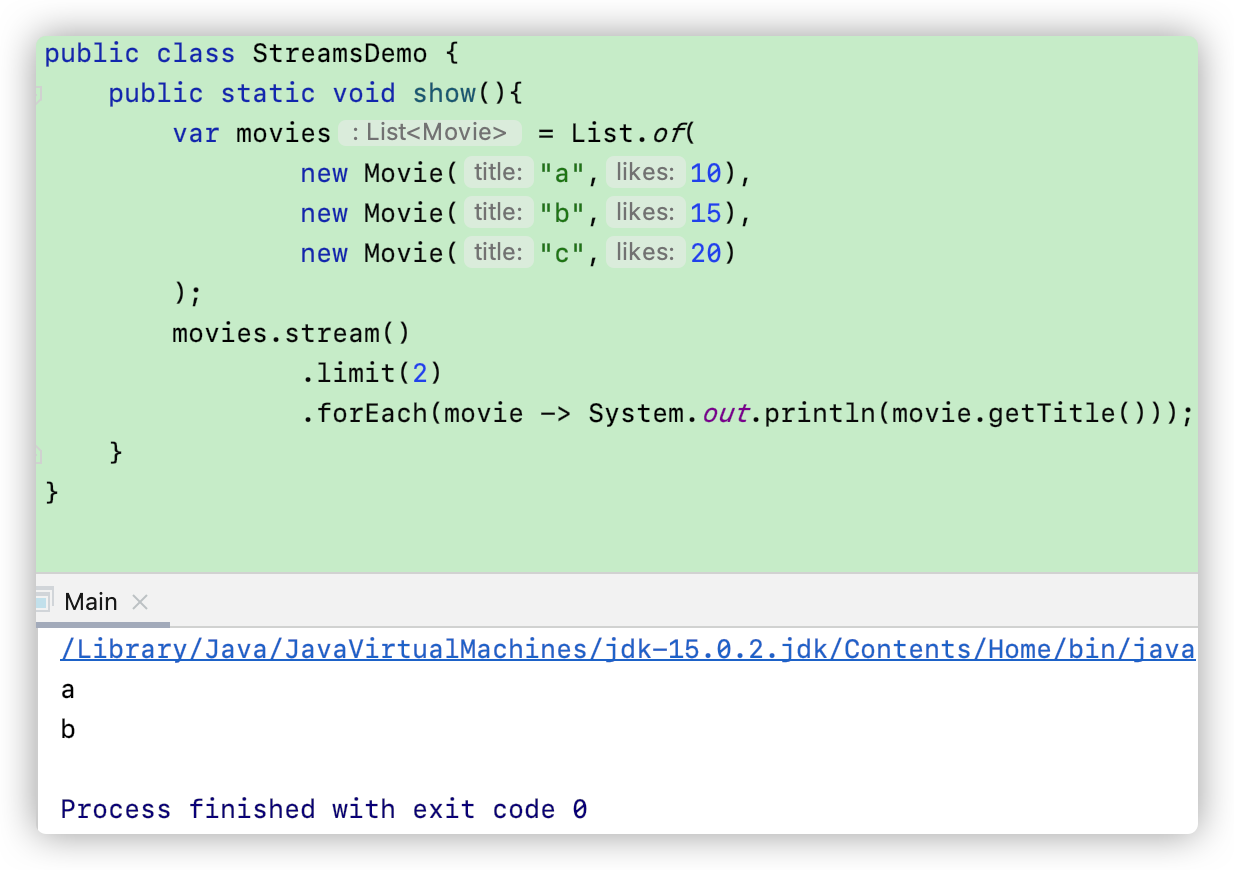 public class StreamsDemo {
    public static void show(){
        var movies : List<Movie> = List.of(
                new Movie( title: "a", likes: 10),
                new Movie( title: "b", likes: 15),
                new Movie( title: "c", likes: 20)
        );
        movies.stream()
                .limit(2)
                .forEach(movie -> System.out.println(movie.getTitle()));
    }
}
Main
/Library/Java/JavaVirtualMachines/jdk-15.0.2.jdk/Contents/Home/bin/java
a
b
Process finished with exit code 0